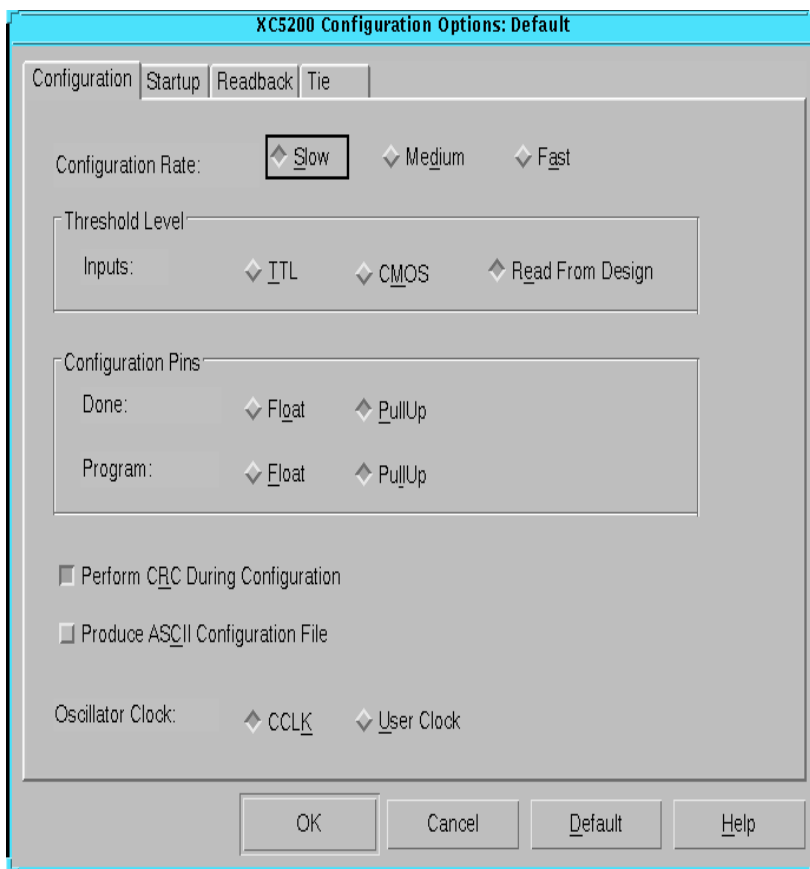 XC5200 Configuration Options: Default
Configuration Startup Readback Tie
Configuration Rate: Slow Medium Fast
Threshold Level
Inputs: TTL CMOS Read From Design
Configuration Pins
Done: Float PullUp
Program: Float PullUp
Perform CRC During Configuration
Produce ASCII Configuration File
Oscillator Clock: CCLK User Clock
OK Cancel Default Help